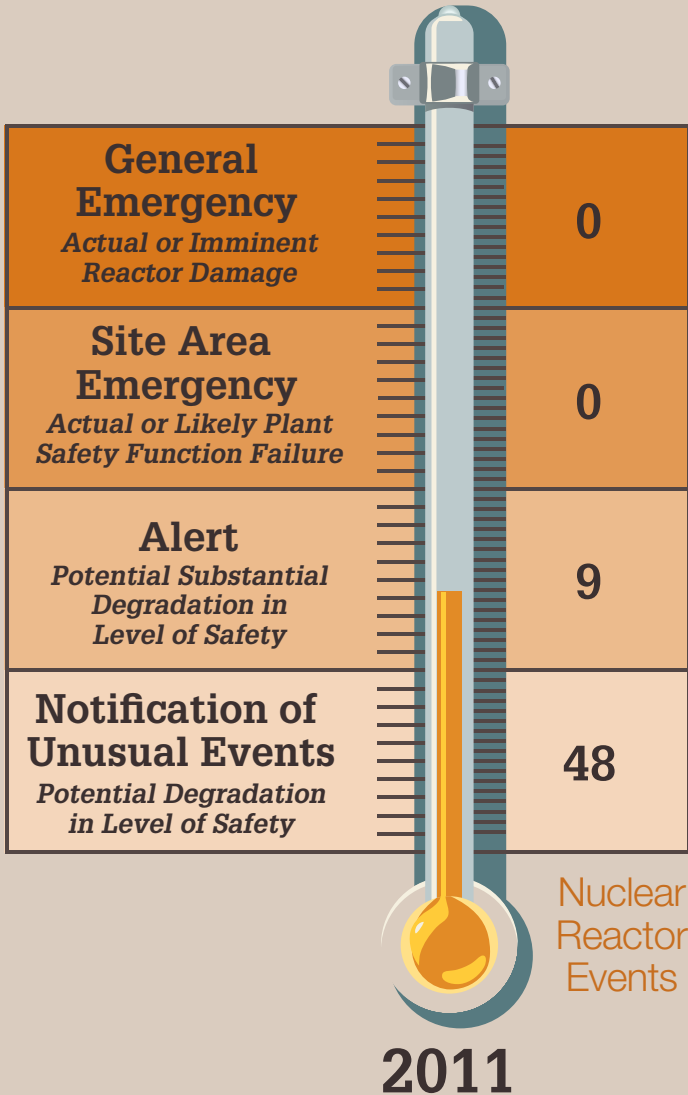 General
Emergency
Actual or Imminent
Reactor Damage
0
Site Area
Emergency
Actual or Likely Plant
Safety Function Failure
0
Alert
Potential Substantial
Degradation in
Level of Safety
9
Notification of
Unusual Events
Potential Degradation
in Level of Safety
48
Nuclear
Reactor
Events
2011